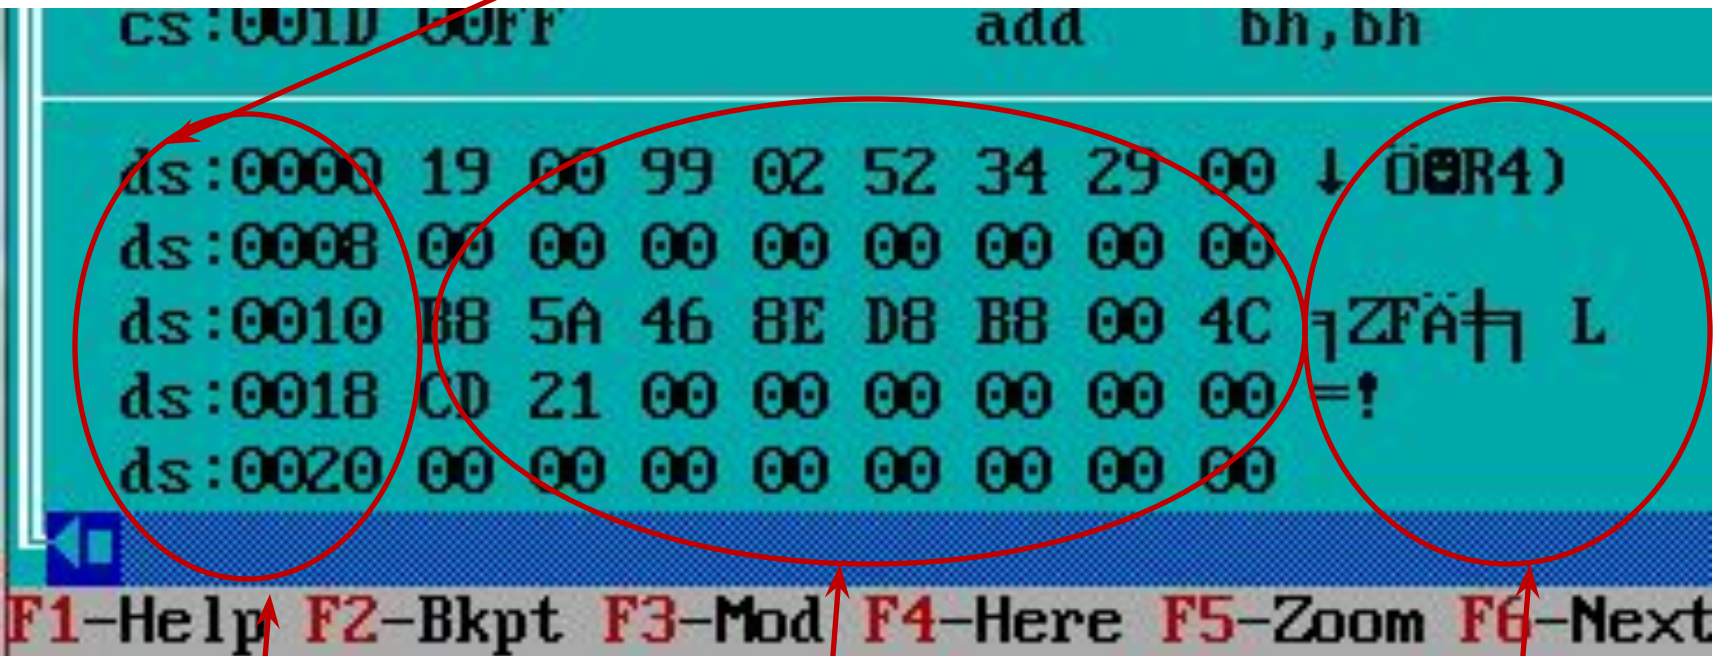 cs:001D 00FF add bh,bh
ds:0000 19 00 99 02 52 34 29 00 ↓ Ö☻R4)
ds:0008 00 00 00 00 00 00 00 00
ds:0010 B8 5A 46 8E D8 B8 00 4C ╕ZFÄ╪╕ L
ds:0018 CD 21 00 00 00 00 00 00 =!
ds:0020 00 00 00 00 00 00 00 00
F1-Help F2-Bkpt F3-Mod F4-Here F5-Zoom F6-Next